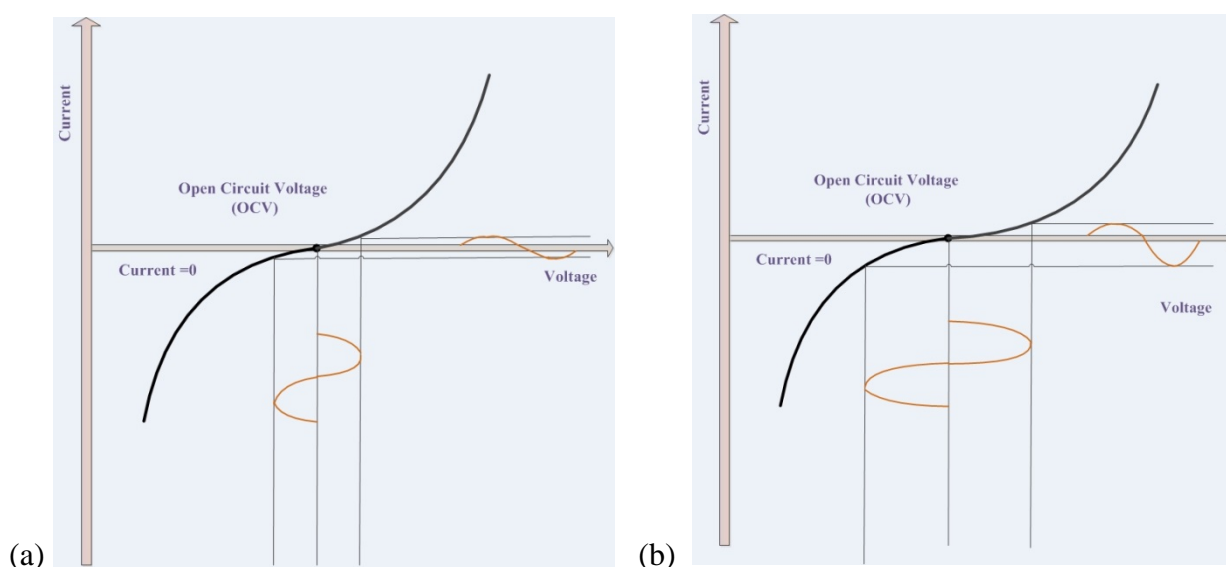 Current
Open Circuit Voltage
(OCV)
Current =0
Voltage
(a)
Current
Open Circuit Voltage
(OCV)
Current =0
Voltage
(b)